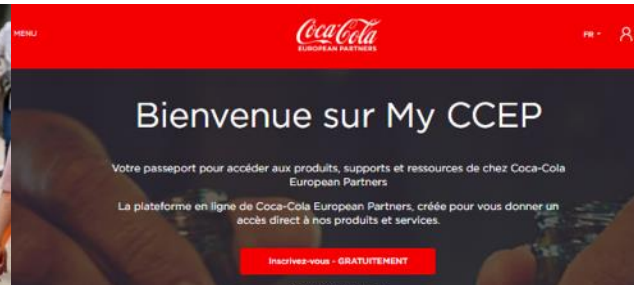 MENU
Coca-Cola
EUROPEAN PARTNERS
FR
Bienvenue sur My CCEP
Votre passeport pour accéder aux produits, supports et ressources de chez Coca-Cola
European Partners
La plateforme en ligne de Coca-Cola European Partners, créée pour vous donner un
accès direct à nos produits et services.
Inscrivez-vous - GRATUITEMENT